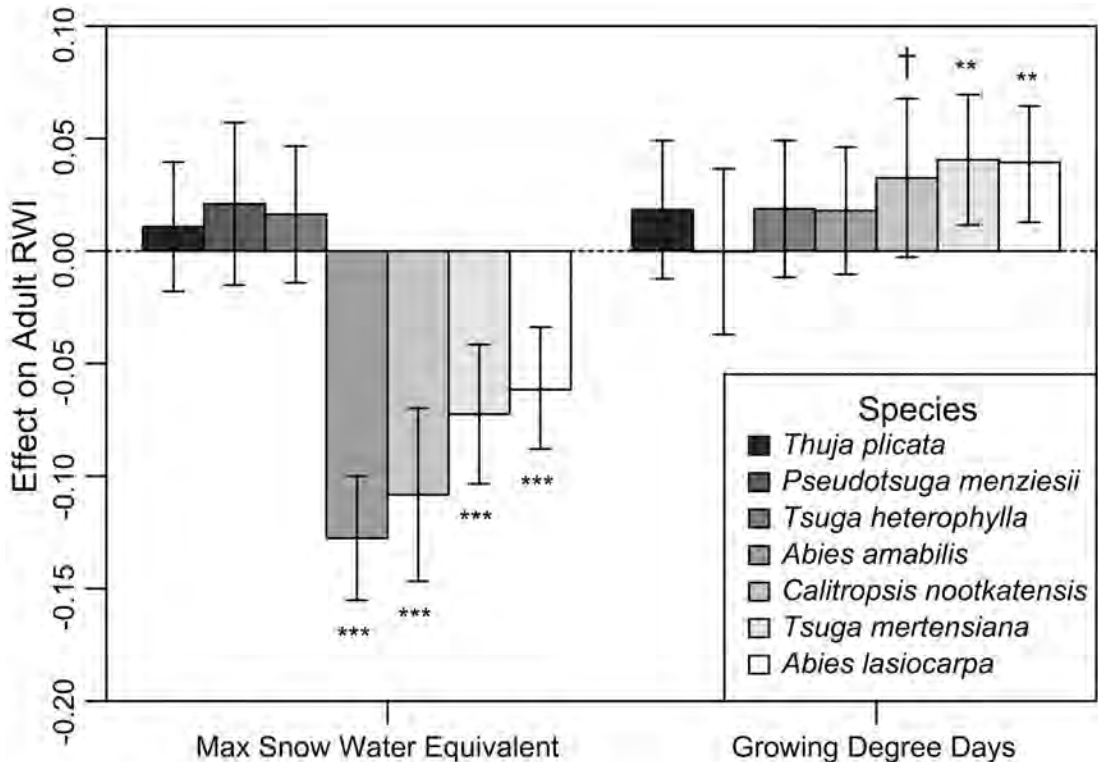 Effect on Adult RWI
0.10
0.05
0.00
-0.05
-0.10
-0.15
-0.20
†
**
**
***
***
***
***
Species
Thuja plicata
Pseudotsuga menziesii
Tsuga heterophylla
Abies amabilis
Calitropsis nootkatensis
Tsuga mertensiana
Abies lasiocarpa
Max Snow Water Equivalent
Growing Degree Days